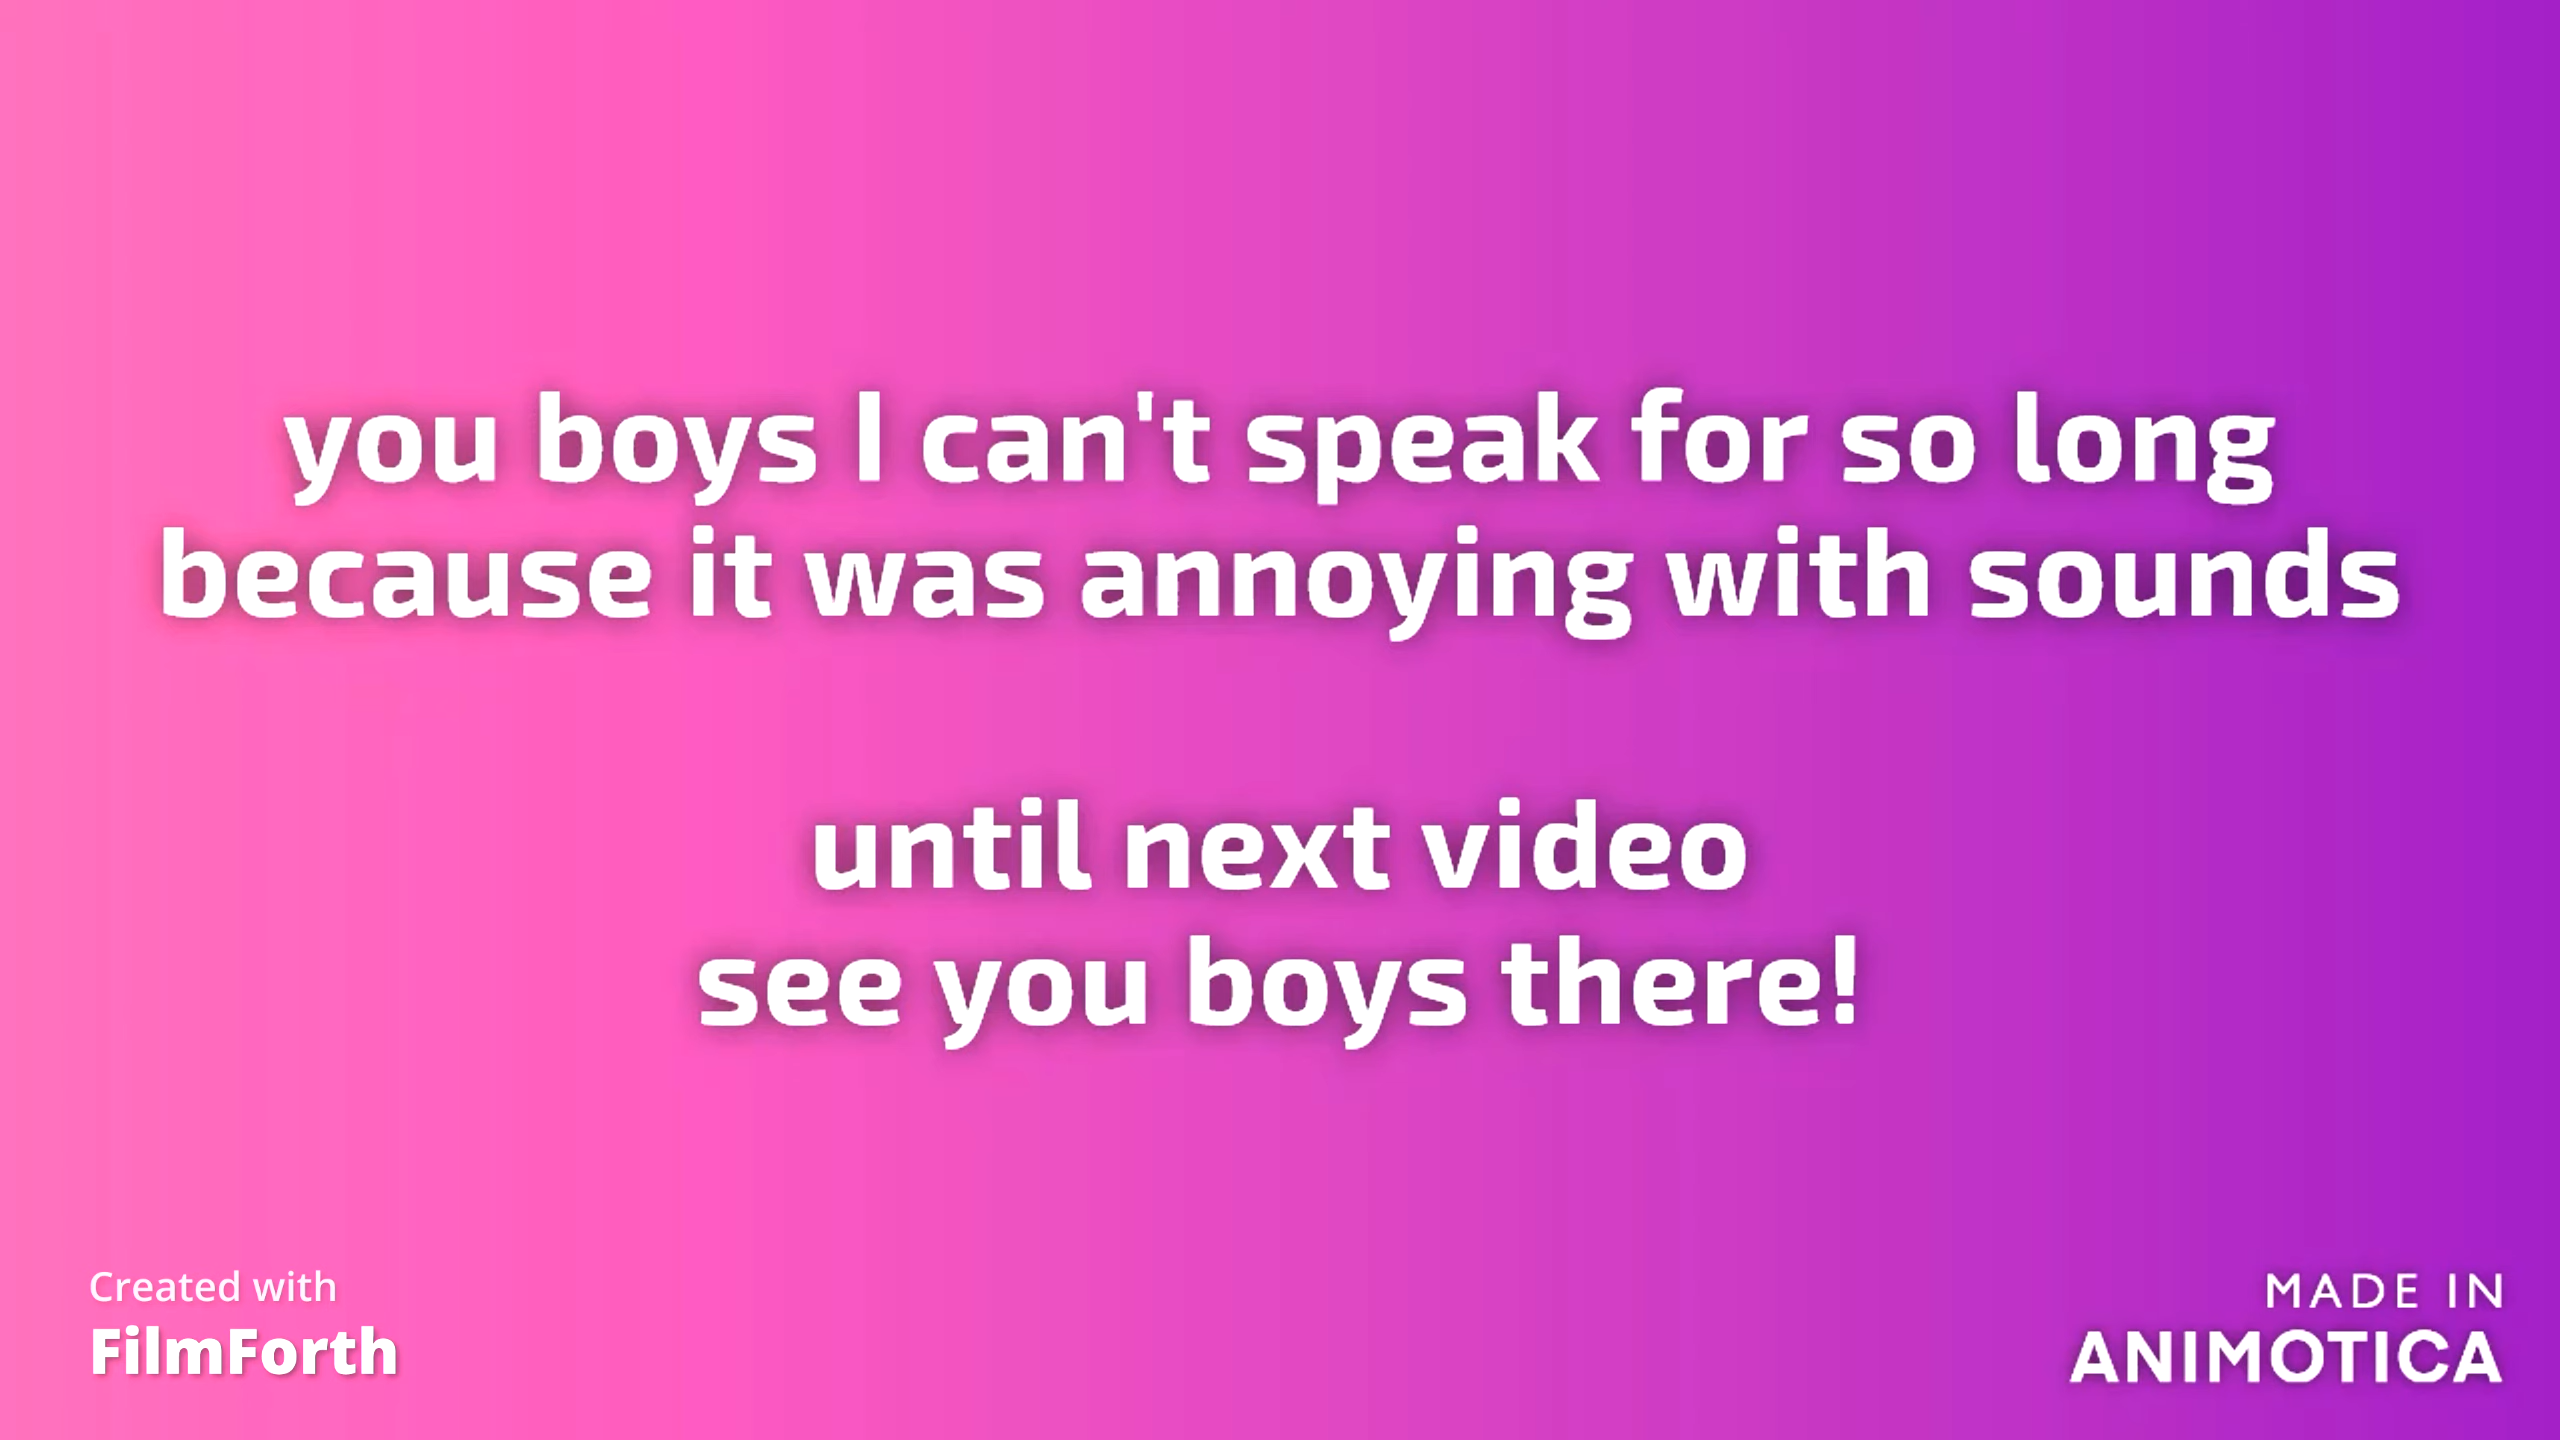 you boys I can't speak for so long
because it was annoying with sounds
until next video
see you boys there!
Created with
FilmForth
MADE IN
ANIMOTICA